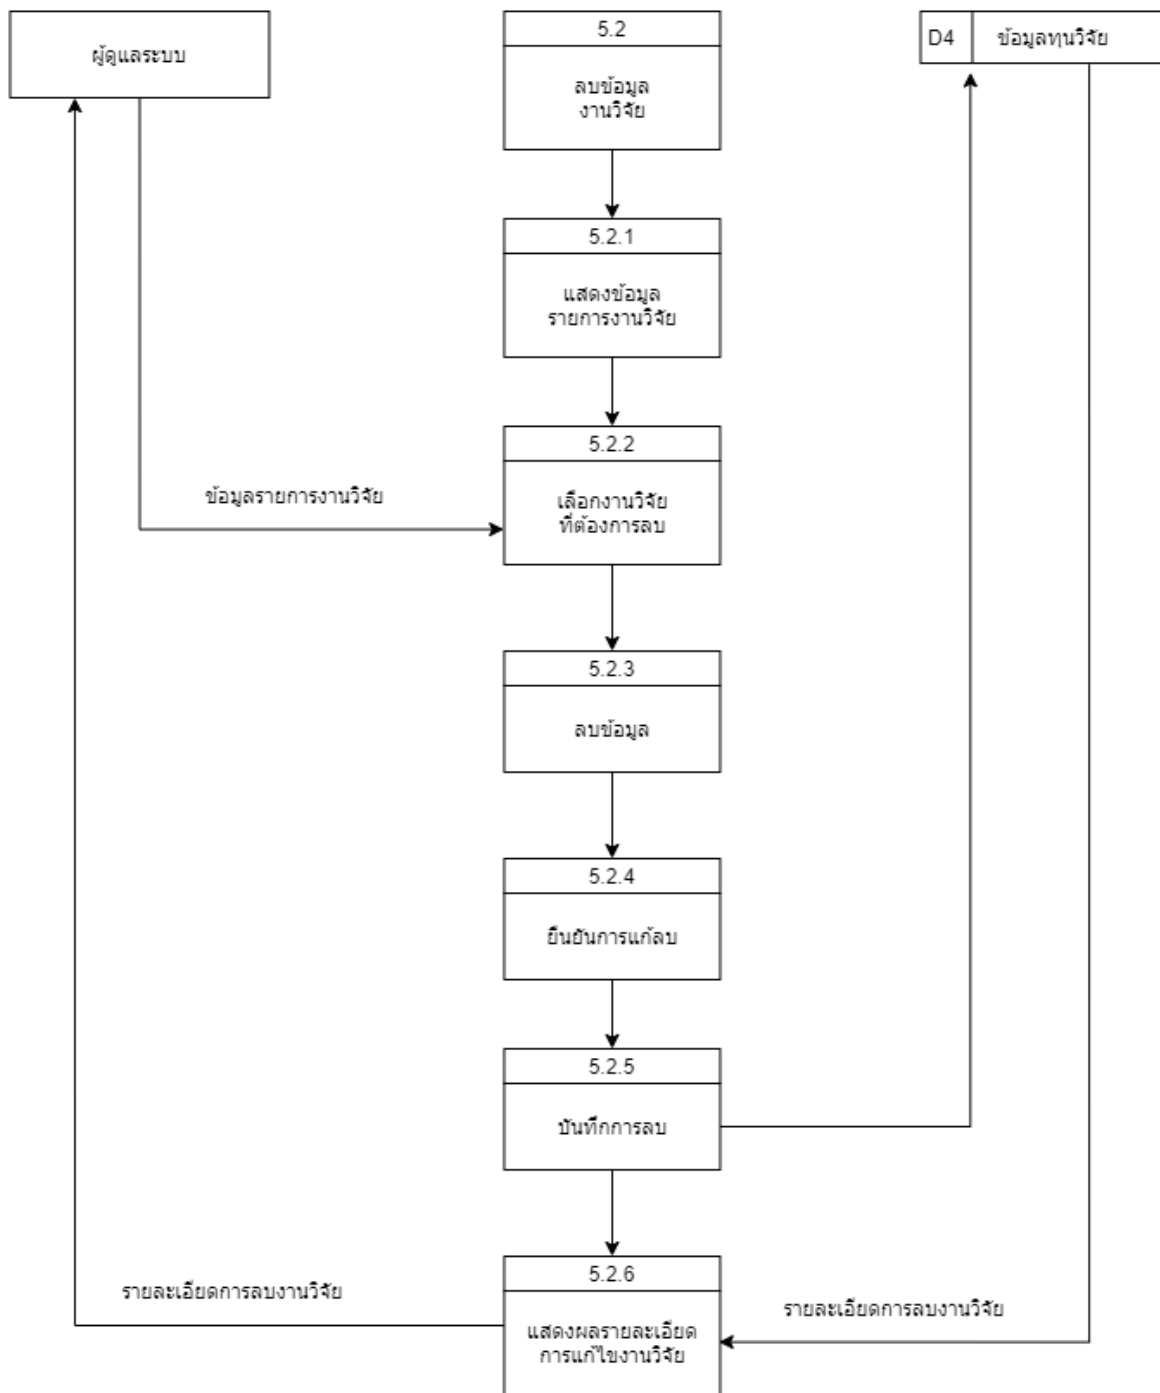 ผู้ดูแลระบบ
5.2
ลบข้อมูล
งานวิจัย
D4
ข้อมูลทุนวิจัย
5.2.1
แสดงข้อมูล
รายการงานวิจัย
5.2.2
เลือกงานวิจัย
ที่ต้องการลบ
ข้อมูลรายการงานวิจัย
5.2.3
ลบข้อมูล
5.2.4
ยืนยันการแก้ลบ
5.2.5
บันทึกการลบ
5.2.6
แสดงผลรายละเอียด
การแก้ไขงานวิจัย
รายละเอียดการลบงานวิจัย
รายละเอียดการลบงานวิจัย